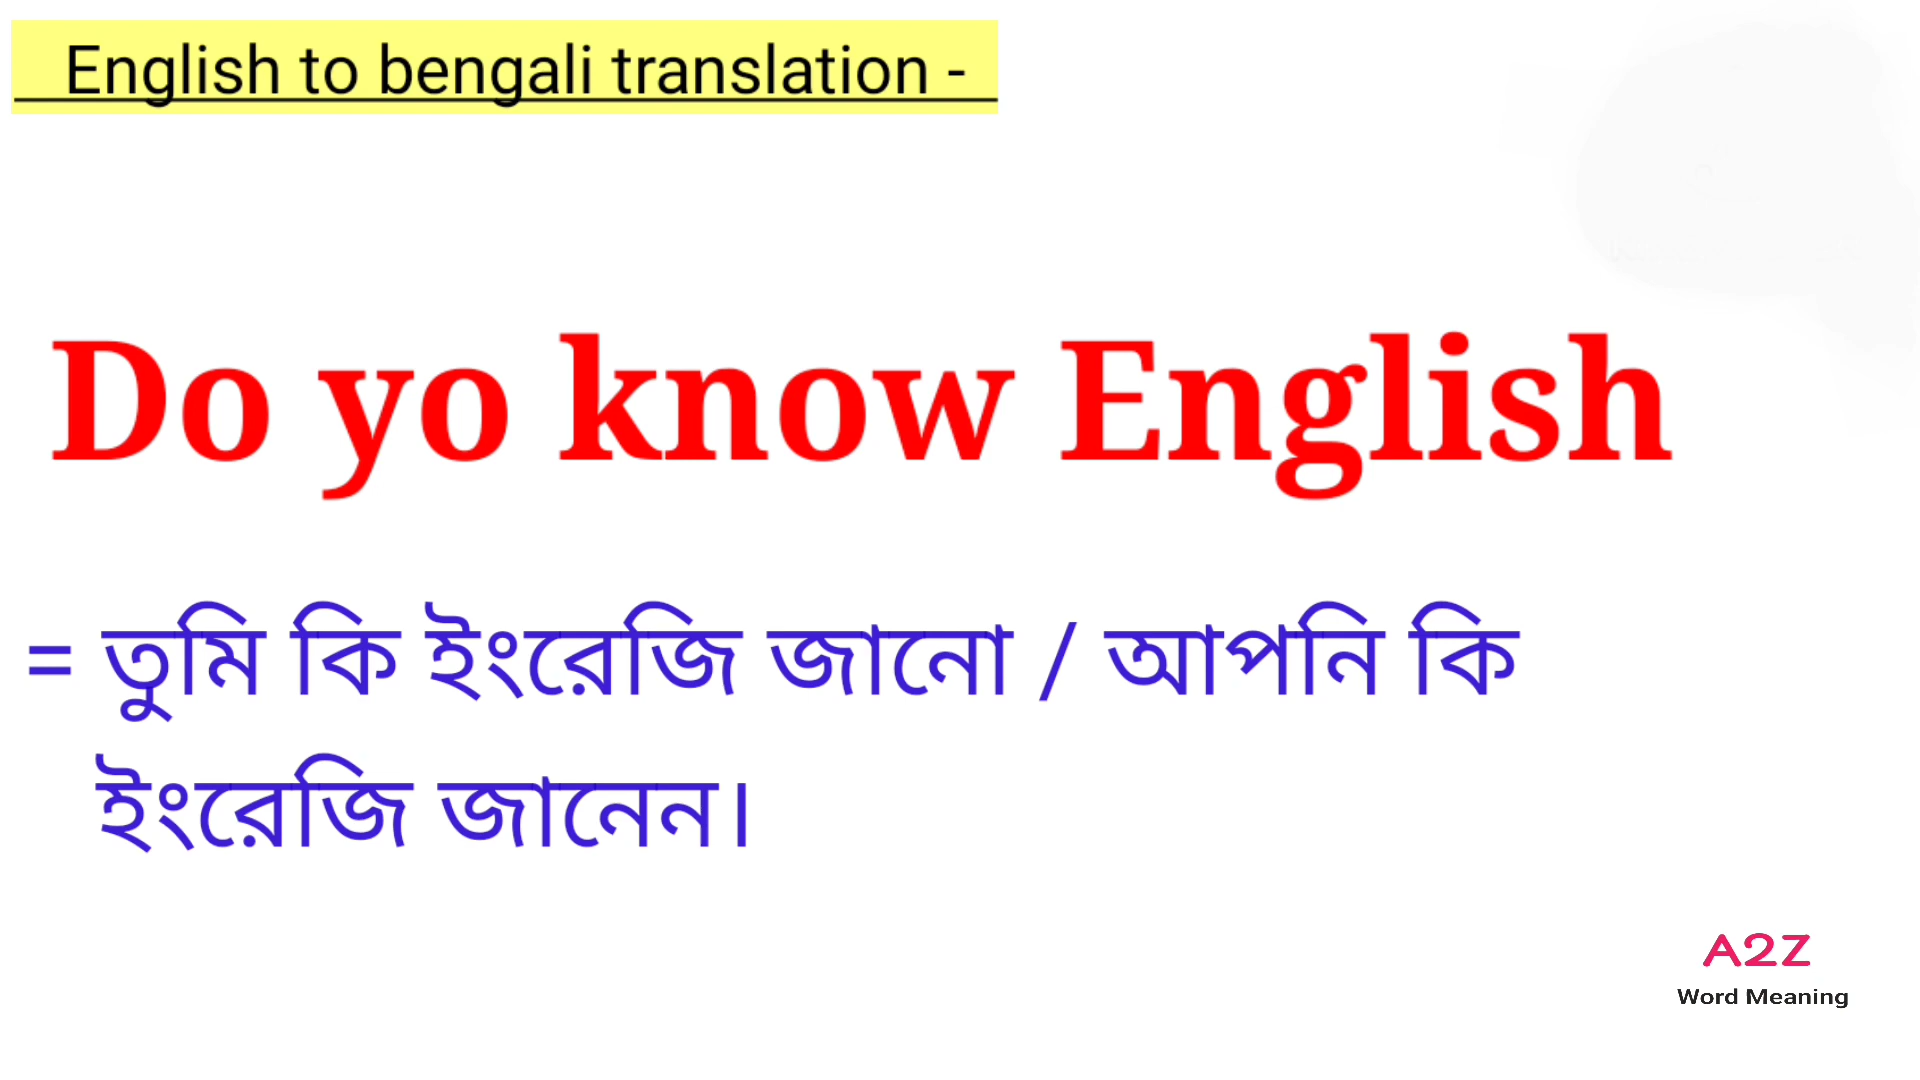 English to bengali translation -
Do yo know English
= তুমি কি ইংরেজি জানো / আপনি কি
ইংরেজি জানেন।
A2Z
Word Meaning